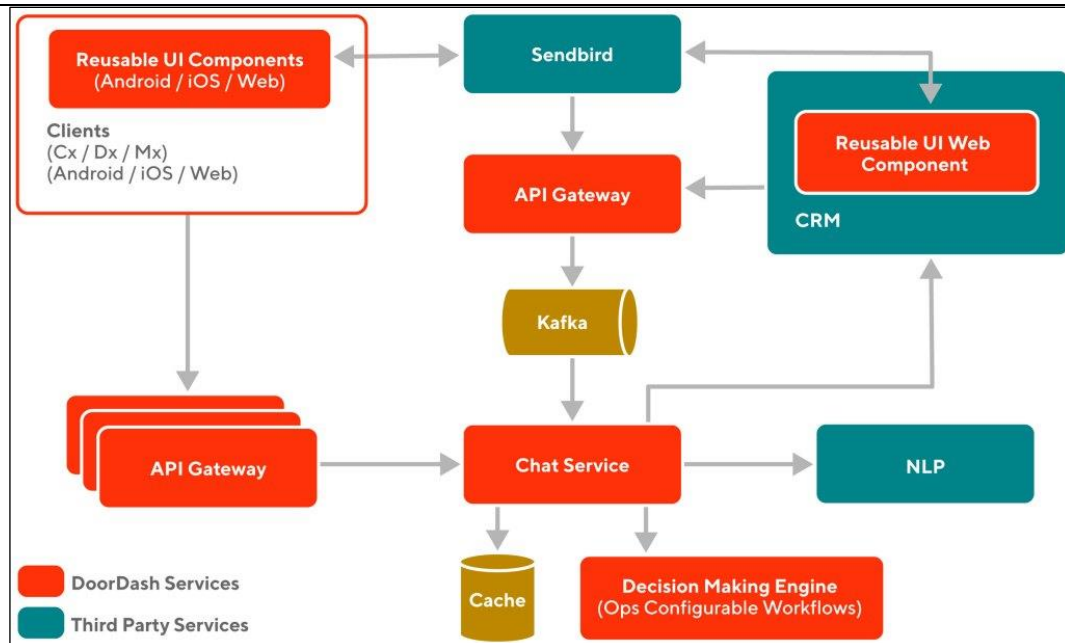 Reusable UI Components
(Android / iOS / Web)
Clients
(Cx / Dx / Mx)
(Android / iOS / Web)
Sendbird
Reusable UI Web
Component
CRM
API Gateway
Kafka
API Gateway
Chat Service
NLP
Cache
Decision Making Engine
(Ops Configurable Workflows)
DoorDash Services
Third Party Services